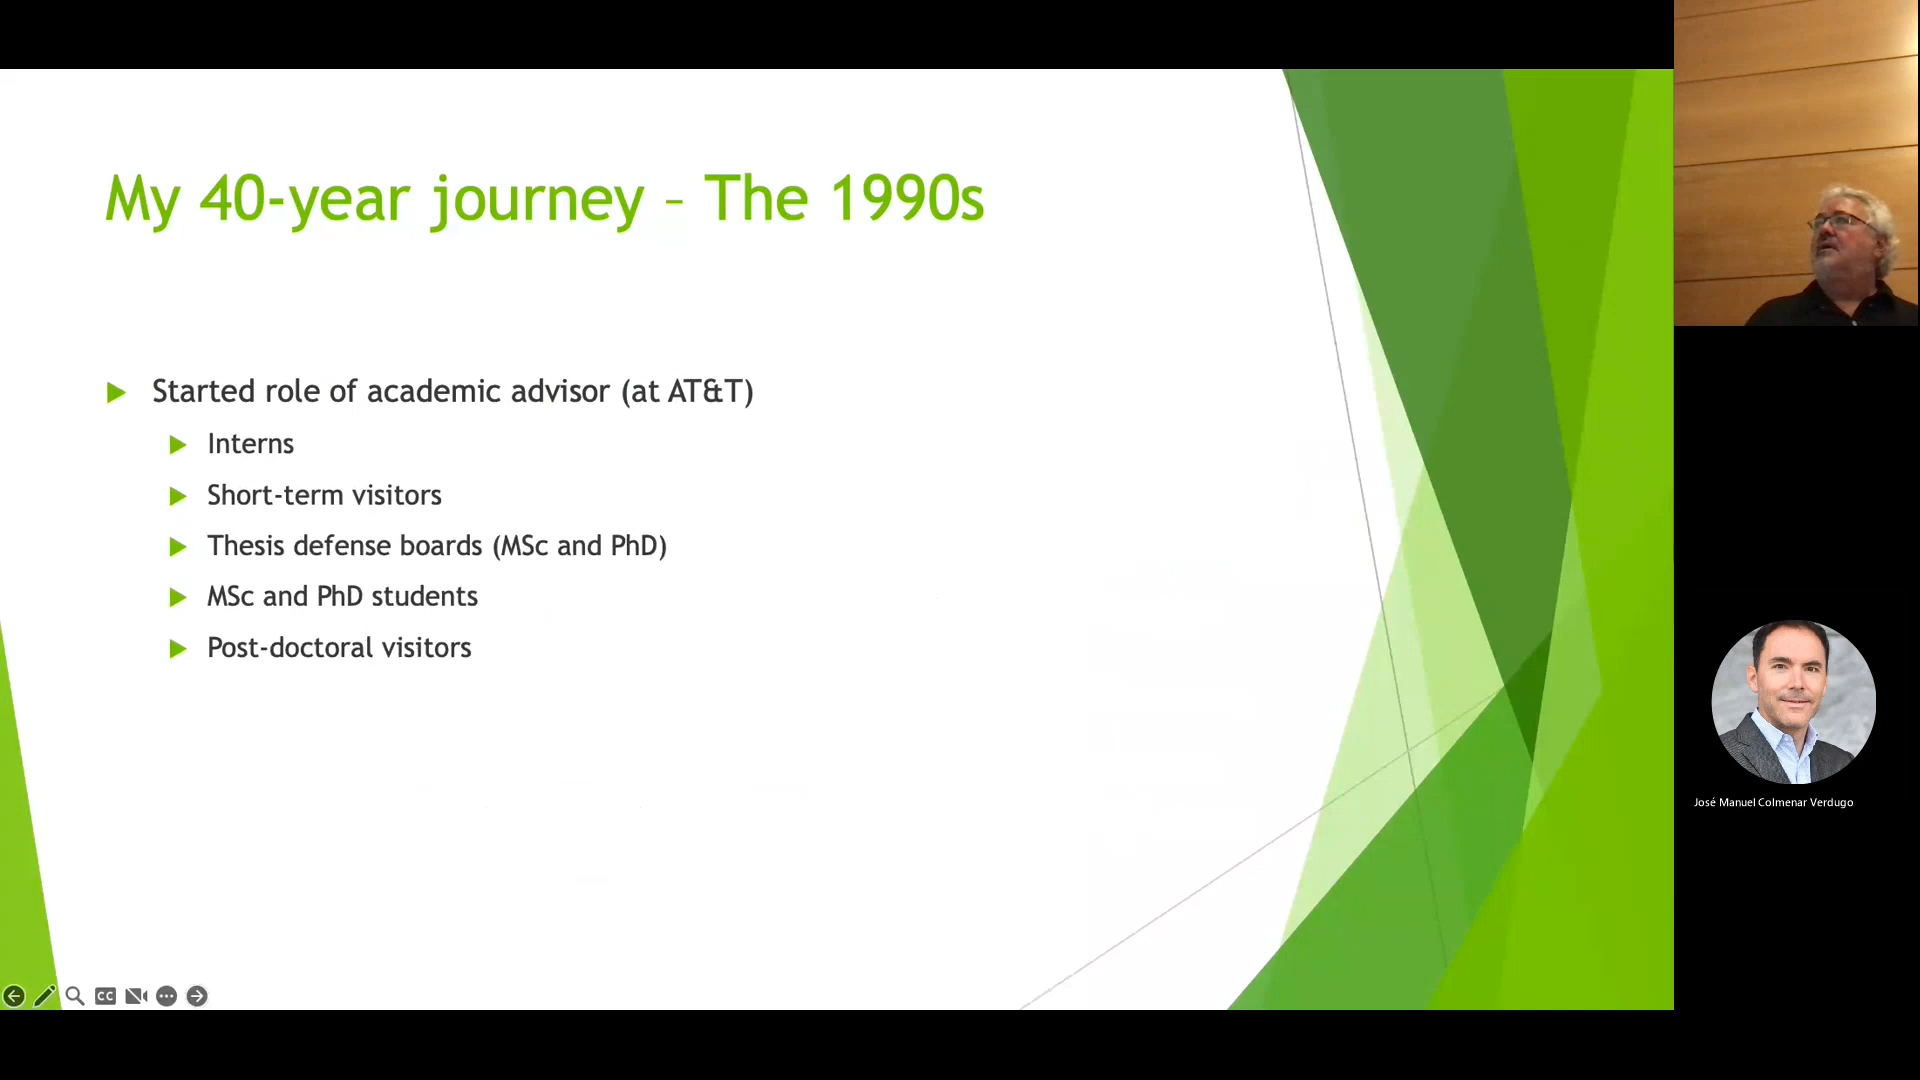 My 40-year journey – The 1990s
Started role of academic advisor (at AT&T)
Interns
Short-term visitors
Thesis defense boards (MSc and PhD)
MSc and PhD students
Post-doctoral visitors
CC
José Manuel Colmenar Verdugo